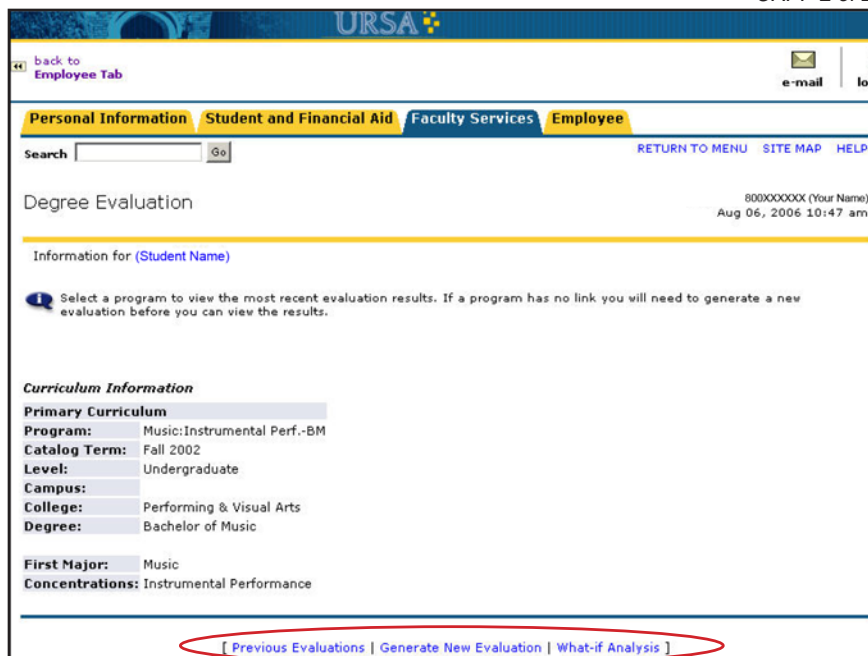 URSA
back to
Employee Tab
e-mail
Personal Information Student and Financial Aid Faculty Services Employee
Search Go RETURN TO MENU SITE MAP HELP
Degree Evaluation
800XXXXXX (Your Name)
Aug 06, 2006 10:47 am
Information for (Student Name)
Select a program to view the most recent evaluation results. If a program has no link you will need to generate a new
evaluation before you can view the results.
Curriculum Information
Primary Curriculum
Program: Music:Instrumental Perf.-BM
Catalog Term: Fall 2002
Level: Undergraduate
Campus:
College: Performing & Visual Arts
Degree: Bachelor of Music
First Major: Music
Concentrations: Instrumental Performance
[ Previous Evaluations | Generate New Evaluation | What-if Analysis ]